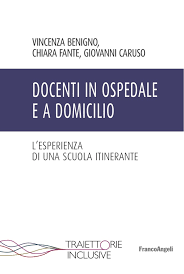 VINCENZA BENIGNO,
CHIARA FANTE, GIOVANNI CARUSO
DOCENTI IN OSPEDALE
E A DOMICILIO
L'ESPERIENZA
DI UNA SCUOLA ITINERANTE
TRAIETTORIE
INCLUSIVE
FrancoAngeli